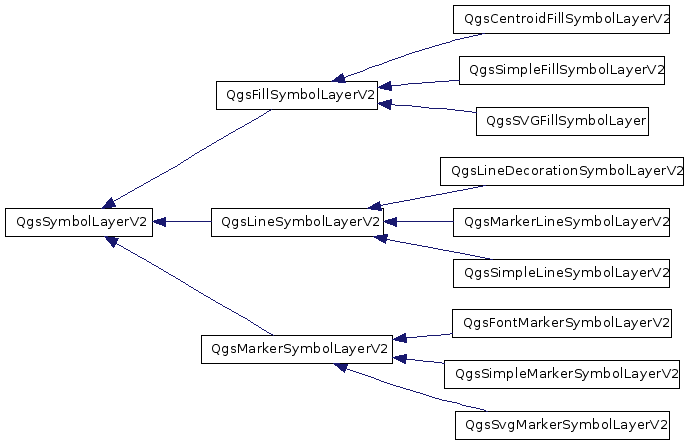 QgsCentroidFillSymbolLayerV2
QgsSimpleFillSymbolLayerV2
QgsFillSymbolLayerV2
QgsSVGFillSymbolLayer
QgsLineDecorationSymbolLayerV2
QgsSymbolLayerV2
QgsLineSymbolLayerV2
QgsMarkerLineSymbolLayerV2
QgsSimpleLineSymbolLayerV2
QgsFontMarkerSymbolLayerV2
QgsMarkerSymbolLayerV2
QgsSimpleMarkerSymbolLayerV2
QgsSvgMarkerSymbolLayerV2